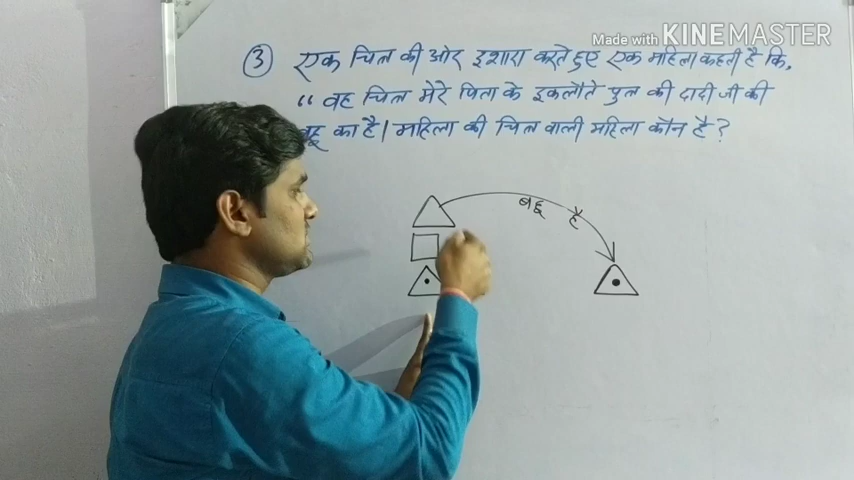 Made with KINEMASTER
③ एक चित्र की ओर इशारा करते हुए एक महिला कहती है कि,
“ वह चित्र मेरे पिता के इकलौते पुत्र की दादी जी की
बहू का है। महिला की चित्र वाली महिला कौन है?
बहू है